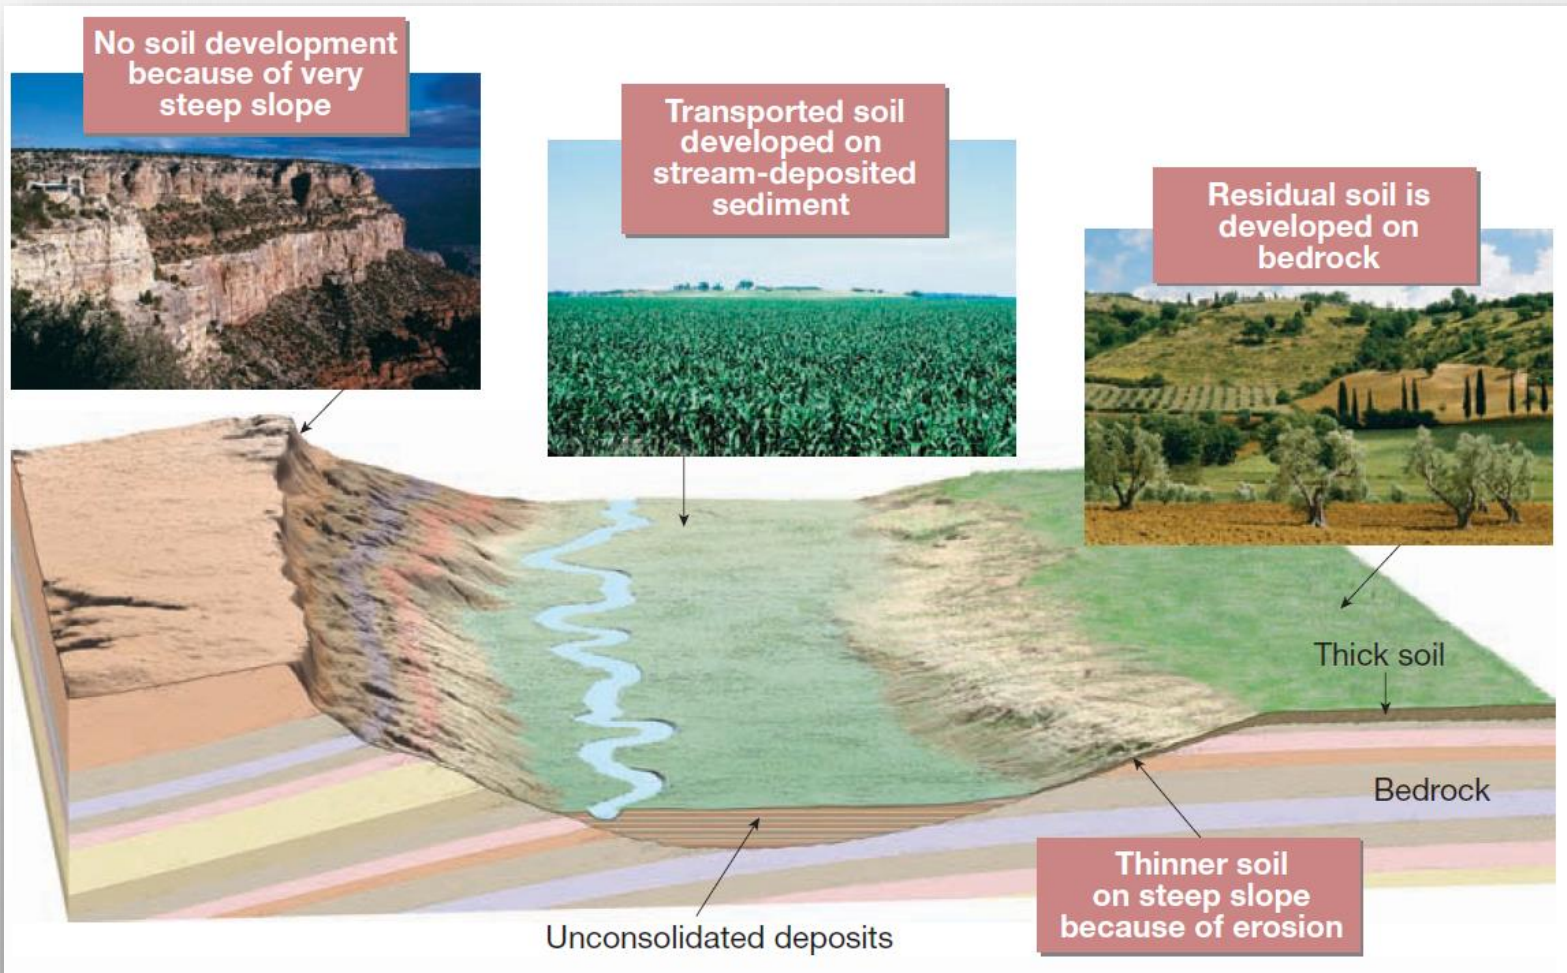 No soil development
because of very
steep slope
Transported soil
developed on
stream-deposited
sediment
Residual soil is
developed on
bedrock
Thick soil
Bedrock
Thinner soil
on steep slope
because of erosion
Unconsolidated deposits